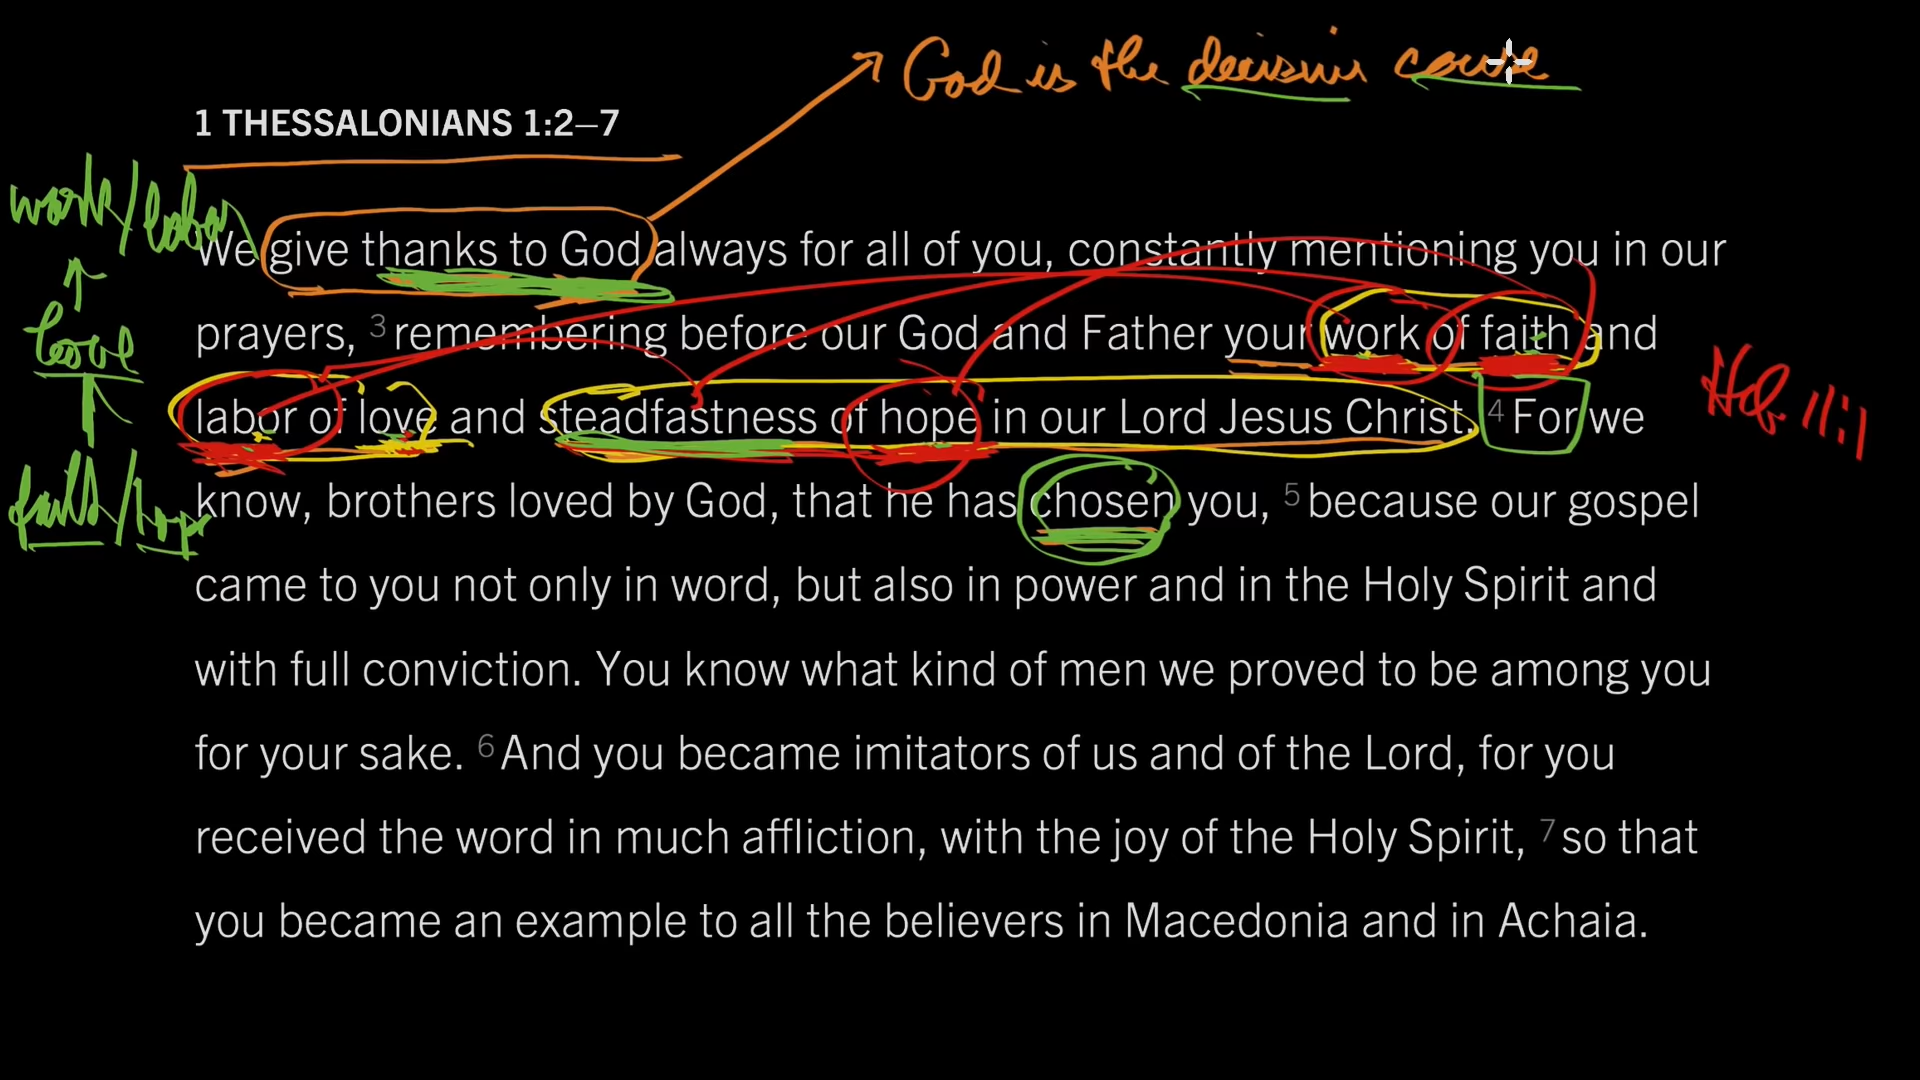 God is the decisive cause
1 THESSALONIANS 1:2–7
work/labor
We give thanks to God always for all of you, constantly mentioning you in our
love
prayers, 3 remembering before our God and Father your work of faith and
Heb. 11:1
labor of love and steadfastness of hope in our Lord Jesus Christ. 4 For we
faith/hope
know, brothers loved by God, that he has chosen you, 5 because our gospel
came to you not only in word, but also in power and in the Holy Spirit and
with full conviction. You know what kind of men we proved to be among you
for your sake. 6 And you became imitators of us and of the Lord, for you
received the word in much affliction, with the joy of the Holy Spirit, 7 so that
you became an example to all the believers in Macedonia and in Achaia.